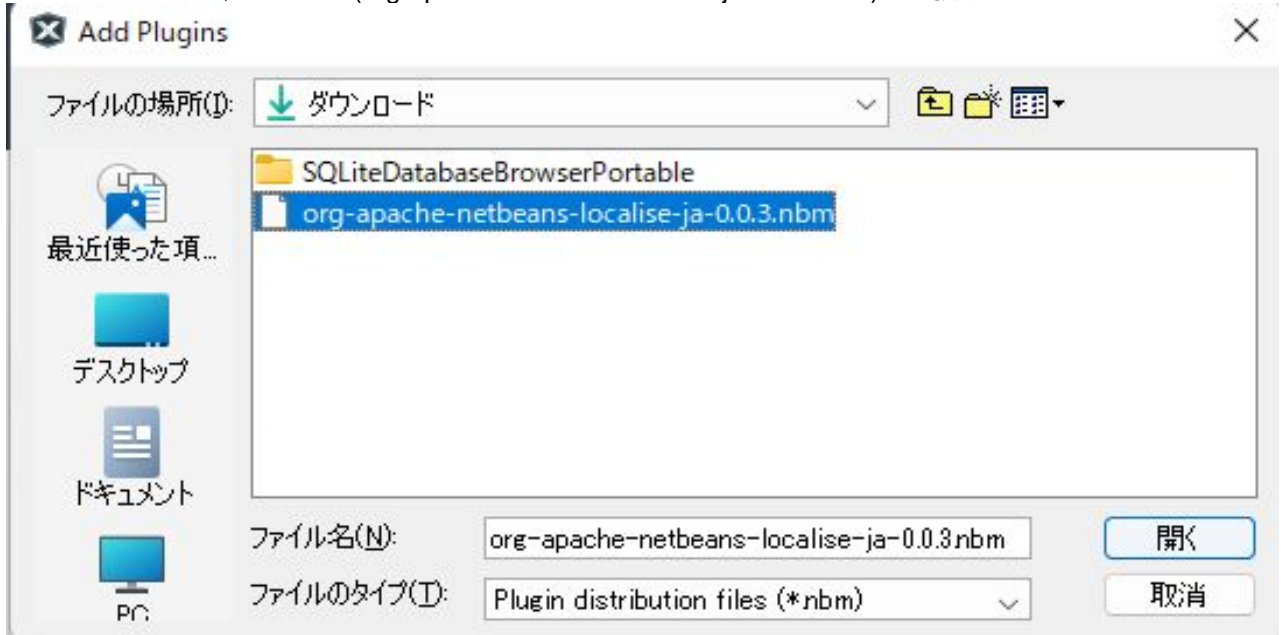 Add Plugins
ファイルの場所(I):
ダウンロード
SQLiteDatabaseBrowserPortable
org-apache-netbeans-localise-ja-0.0.3.nbm
最近使った項...
デスクトップ
ドキュメント
PC
ファイル名(N):
org-apache-netbeans-localise-ja-0.0.3.nbm
開く
ファイルのタイプ(T):
Plugin distribution files (*.nbm)
取消